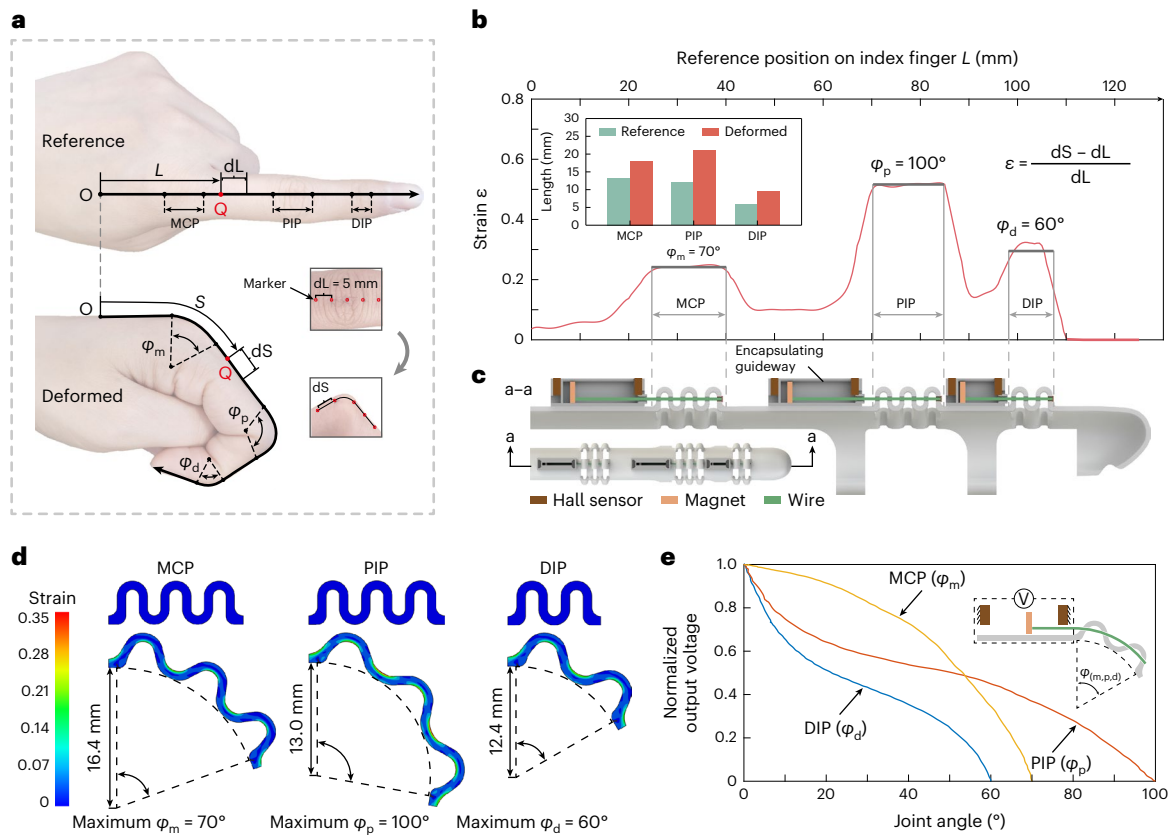 a
Reference
L
dL
O
Q
MCP
PIP
DIP
O
S
Marker
dL = 5 mm
dS
φm
Q
Deformed
dS
φp
φd
b
Reference position on index finger L (mm)
0 20 40 60 80 100 120
0.8
0.6
0.4
0.2
0
Strain ε
30
25
20
15
10
5
0
Length (mm)
Reference Deformed
MCP PIP DIP
φm = 70°
φp = 100°
φd = 60°
ε = dS – dL
dL
MCP
PIP
DIP
c
Encapsulating
guideway
a–a
a a
Hall sensor Magnet Wire
d
MCP PIP DIP
Strain
0.35
0.28
0.21
0.14
0.07
0
16.4 mm
13.0 mm
12.4 mm
Maximum φm = 70° Maximum φp = 100° Maximum φd = 60°
e
1.0
0.8
0.6
0.4
0.2
0
Normalized
output voltage
MCP (φm)
V
φ(m,p,d)
DIP (φd)
PIP (φp)
0 20 40 60 80 100
Joint angle (°)